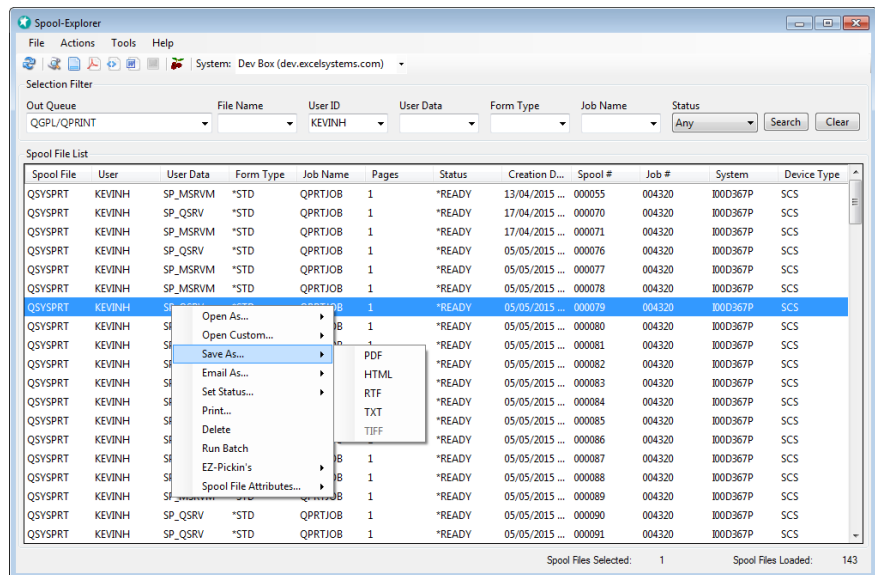 Spool-Explorer
File Actions Tools Help
System: Dev Box (dev.excelsystems.com)
Selection Filter
Out Queue File Name User ID User Data Form Type Job Name Status
QGPL/QPRINT KEVINH Any Search Clear
Spool File List
Spool File User User Data Form Type Job Name Pages Status Creation D... Spool # Job # System Device Type
QSYSPRT KEVINH SP_MSRVM *STD QPRTJOB 1 *READY 13/04/2015 ... 000055 004320 I00D367P SCS
QSYSPRT KEVINH SP_QSRV *STD QPRTJOB 1 *READY 17/04/2015 ... 000070 004320 I00D367P SCS
QSYSPRT KEVINH SP_MSRVM *STD QPRTJOB 1 *READY 17/04/2015 ... 000071 004320 I00D367P SCS
QSYSPRT KEVINH SP_QSRV *STD QPRTJOB 1 *READY 05/05/2015 ... 000076 004320 I00D367P SCS
QSYSPRT KEVINH SP_MSRVM *STD QPRTJOB 1 *READY 05/05/2015 ... 000077 004320 I00D367P SCS
QSYSPRT KEVINH SP_MSRVM *STD QPRTJOB 1 *READY 05/05/2015 ... 000078 004320 I00D367P SCS
QSYSPRT KEVINH SP_QSRV *STD QPRTJOB 1 *READY 05/05/2015 ... 000079 004320 I00D367P SCS
QSYSPRT KEVINH 1 *READY 05/05/2015 ... 000080 004320 I00D367P SCS
QSYSPRT KEVINH 1 *READY 05/05/2015 ... 000081 004320 I00D367P SCS
QSYSPRT KEVINH *READY 05/05/2015 ... 000082 004320 I00D367P SCS
QSYSPRT KEVINH *READY 05/05/2015 ... 000083 004320 I00D367P SCS
QSYSPRT KEVINH *READY 05/05/2015 ... 000084 004320 I00D367P SCS
QSYSPRT KEVINH *READY 05/05/2015 ... 000085 004320 I00D367P SCS
QSYSPRT KEVINH *READY 05/05/2015 ... 000086 004320 I00D367P SCS
QSYSPRT KEVINH 1 *READY 05/05/2015 ... 000087 004320 I00D367P SCS
QSYSPRT KEVINH 1 *READY 05/05/2015 ... 000088 004320 I00D367P SCS
QSYSPRT KEVINH SP_MSRVM *STD QPRTJOB 1 *READY 05/05/2015 ... 000089 004320 I00D367P SCS
QSYSPRT KEVINH SP_QSRV *STD QPRTJOB 1 *READY 05/05/2015 ... 000090 004320 I00D367P SCS
QSYSPRT KEVINH SP_QSRV *STD QPRTJOB 1 *READY 05/05/2015 ... 000091 004320 I00D367P SCS
Open As...
Open Custom...
Save As...
Email As...
Set Status...
Print...
Delete
Run Batch
EZ-Pickin's
Spool File Attributes...
PDF
HTML
RTF
TXT
TIFF
Spool Files Selected: 1 Spool Files Loaded: 143